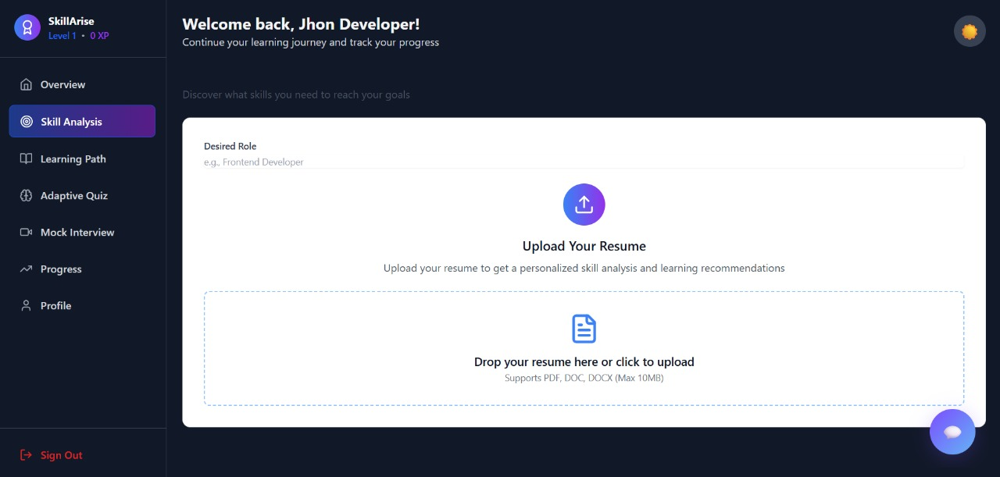 SkillArise
Level 1 • 0 XP
Overview
Skill Analysis
Learning Path
Adaptive Quiz
Mock Interview
Progress
Profile
Sign Out
Welcome back, Jhon Developer!
Continue your learning journey and track your progress
Discover what skills you need to reach your goals
Desired Role
e.g., Frontend Developer
Upload Your Resume
Upload your resume to get a personalized skill analysis and learning recommendations
Drop your resume here or click to upload
Supports PDF, DOC, DOCX (Max 10MB)